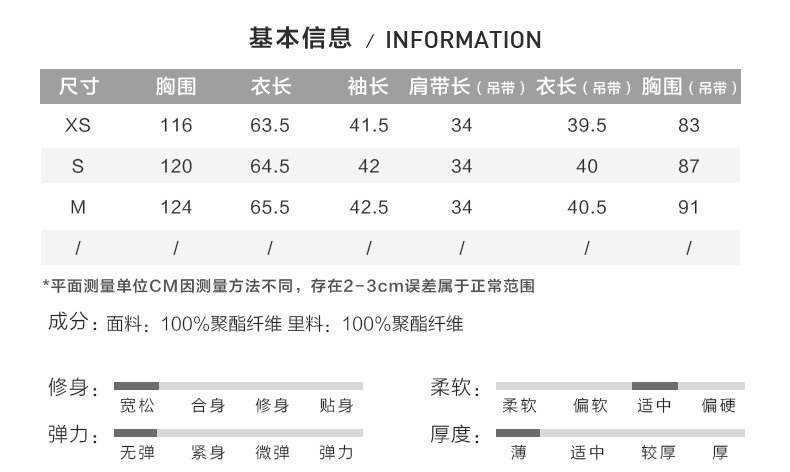 基本信息 / INFORMATION
尺寸 胸围 衣长 袖长 肩带长(吊带) 衣长(吊带) 胸围(吊带)
XS 116 63.5 41.5 34 39.5 83
S 120 64.5 42 34 40 87
M 124 65.5 42.5 34 40.5 91
/ / / / / / /
*平面测量单位CM因测量方法不同，存在2-3cm误差属于正常范围
成分：面料：100%聚酯纤维 里料：100%聚酯纤维
修身： 宽松 合身 修身 贴身
柔软： 柔软 偏软 适中 偏硬
弹力： 无弹 紧身 微弹 弹力
厚度： 薄 适中 较厚 厚